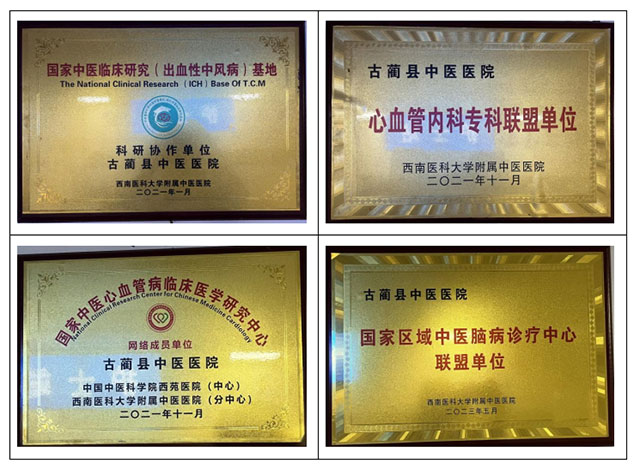 国家中医临床研究（出血性中风病）基地
The National Clinical Research （ICH）Base Of T.C.M
科研协作单位
古蔺县中医医院
西南医科大学附属中医医院
二〇二一年一月
古蔺县中医医院
心血管内科专科联盟单位
西南医科大学附属中医医院
二〇二一年十一月
国家中医心血管病临床医学研究中心
National Clinical Research Center for Chinese Medicine Cardiology
网络成员单位
古蔺县中医医院
中国中医科学院西苑医院（中心）
西南医科大学附属中医医院（分中心）
二〇二一年十一月
古蔺县中医医院
国家区域中医脑病诊疗中心
联盟单位
西南医科大学附属中医医院
二〇二三年五月